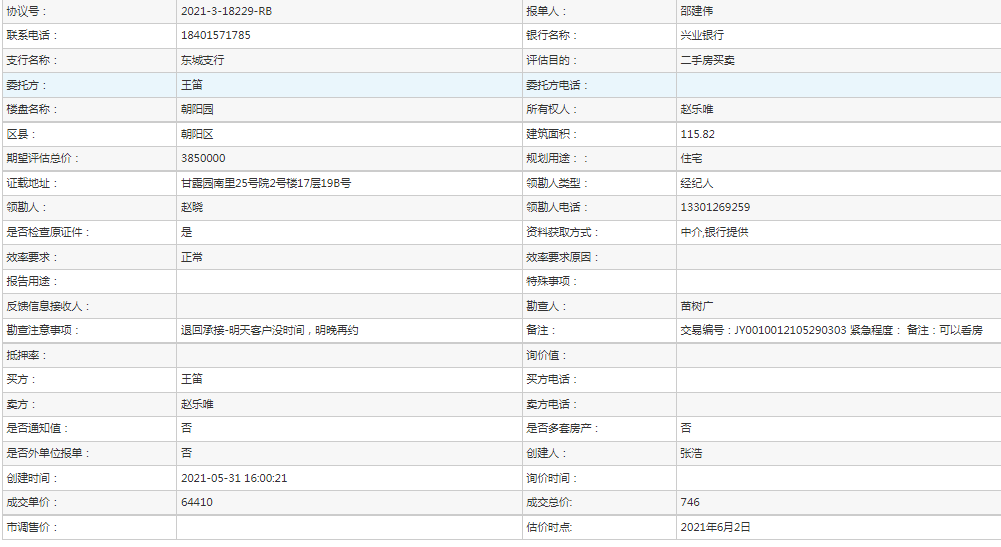 协议号： 2021-3-18229-RB 报单人： 邵建伟
联系电话： 18401571785 银行名称： 兴业银行
支行名称： 东城支行 评估目的： 二手房买卖
委托方： 王笛 委托方电话：
楼盘名称： 朝阳园 所有权人： 赵乐唯
区县： 朝阳区 建筑面积： 115.82
期望评估总价： 3850000 规划用途：： 住宅
证载地址： 甘露园南里25号院2号楼17层19B号 领勘人类型： 经纪人
领勘人： 赵晓 领勘人电话： 13301269259
是否检查原证件： 是 资料获取方式： 中介,银行提供
效率要求： 正常 效率要求原因：
报告用途： 特殊事项：
反馈信息接收人： 勘查人： 苗树广
勘查注意事项： 退回承接-明天客户没时间，明晚再约 备注： 交易编号：JY0010012105290303 紧急程度： 备注：可以看房
抵押率： 询价值：
买方： 王笛 买方电话：
卖方： 赵乐唯 卖方电话：
是否通知值： 否 是否多套房产： 否
是否外单位报单： 否 创建人： 张浩
创建时间： 2021-05-31 16:00:21 询价时间：
成交单价： 64410 成交总价: 746
市调售价： 估价时点: 2021年6月2日